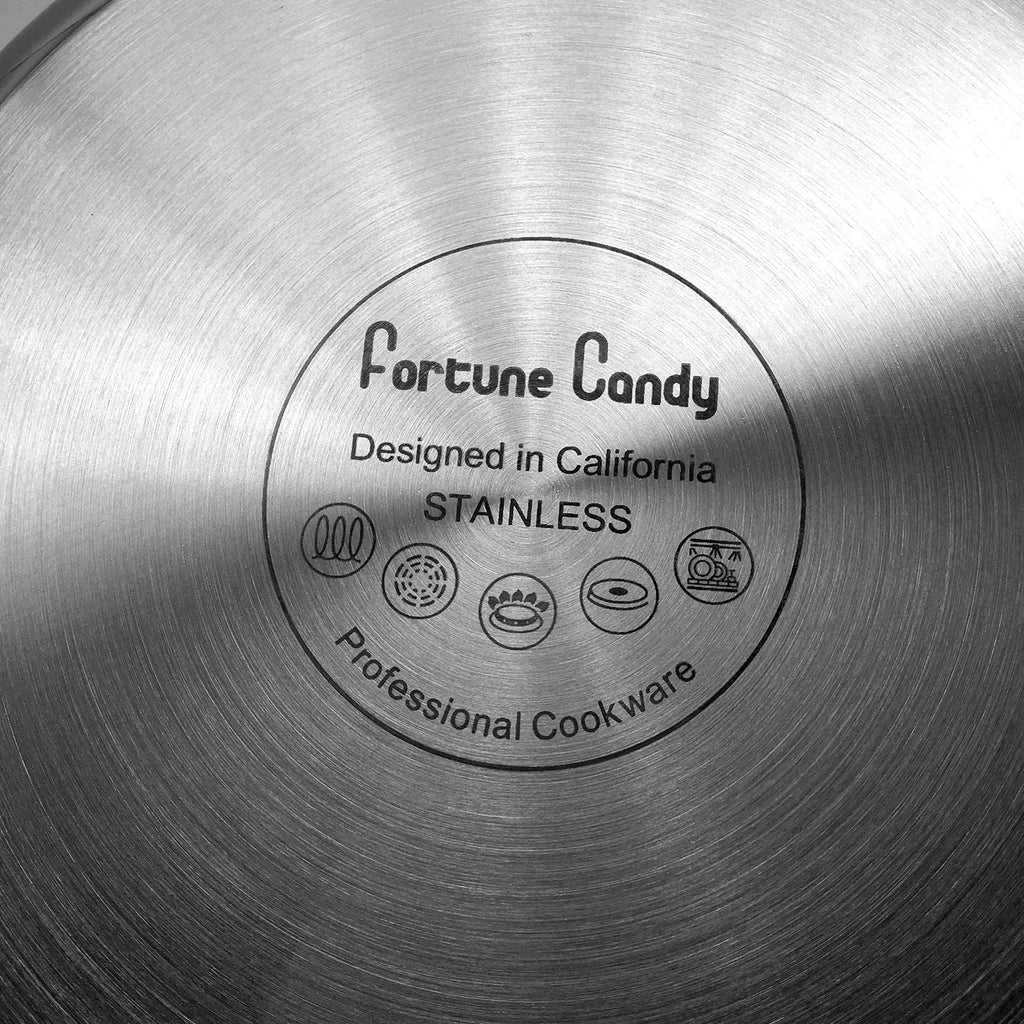 Fortune Candy
Designed in California
STAINLESS
Professional Cookware